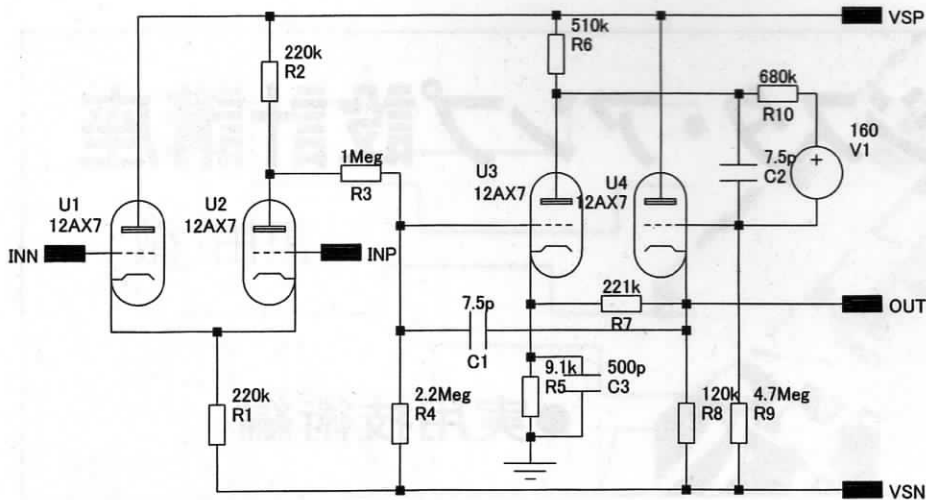 VSP
510k
R6
220k
R2
680k
R10
160
V1
7.5p
C2
1Meg
R3
U3
12AX7
U4
12AX7
U1
12AX7
U2
12AX7
INN
INP
221k
R7
OUT
7.5p
C1
9.1k
R5
500p
C3
220k
R1
2.2Meg
R4
120k
R8
4.7Meg
R9
VSN